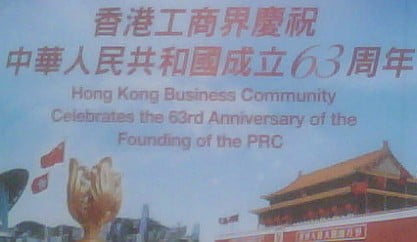 香港工商界慶祝
中華人民共和國成立63周年
Hong Kong Business Community
Celebrates the 63rd Anniversary of the
Founding of the PRC